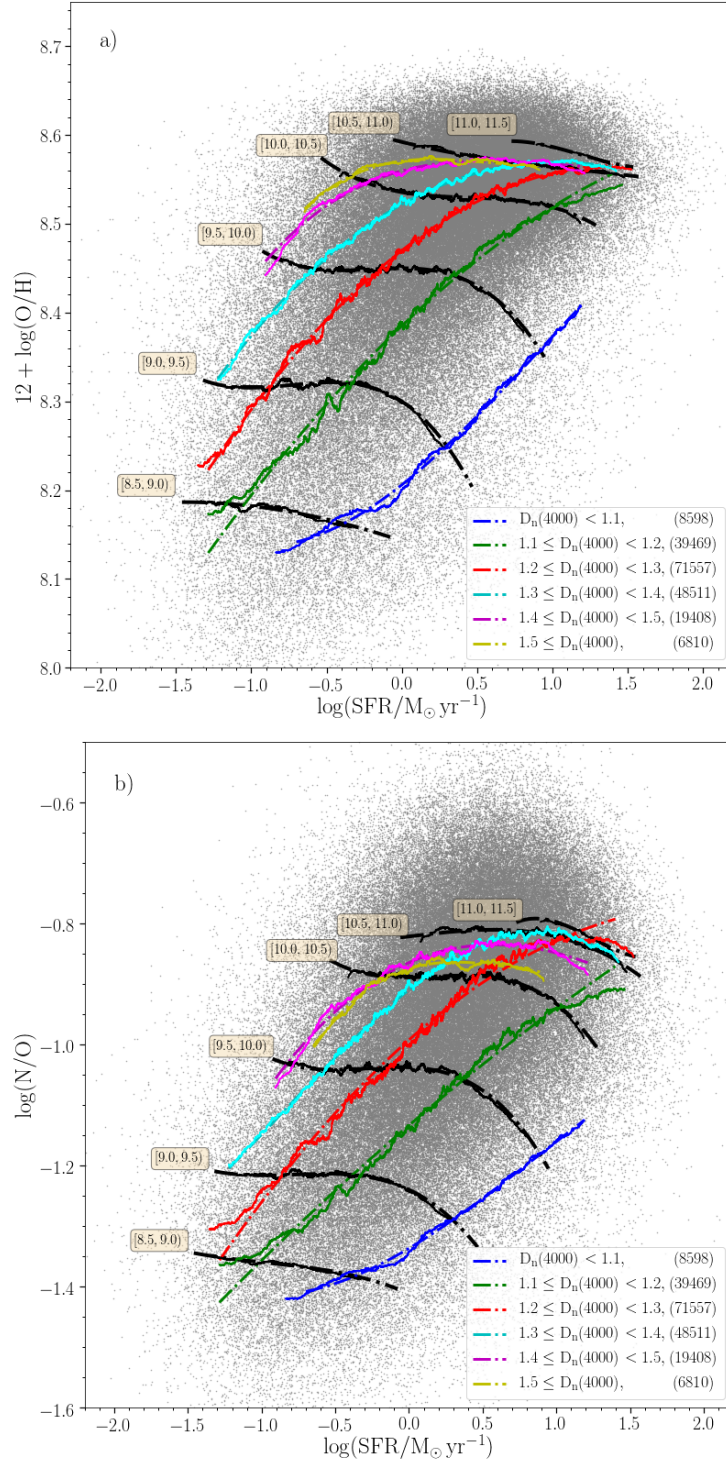 a)
8.7
8.6
8.5
8.4
8.3
8.2
8.1
8.0
12 + log(O/H)
[11.0, 11.5]
[10.5, 11.0)
[10.0, 10.5)
[9.5, 10.0)
[9.0, 9.5)
[8.5, 9.0)
Dₙ(4000) < 1.1, (8598)
1.1 ≤ Dₙ(4000) < 1.2, (39469)
1.2 ≤ Dₙ(4000) < 1.3, (71557)
1.3 ≤ Dₙ(4000) < 1.4, (48511)
1.4 ≤ Dₙ(4000) < 1.5, (19408)
1.5 ≤ Dₙ(4000), (6810)
−2.0 −1.5 −1.0 −0.5 0.0 0.5 1.0 1.5 2.0
log(SFR/M⊙ yr⁻¹)
b)
−0.6
−0.8
−1.0
−1.2
−1.4
−1.6
log(N/O)
[11.0, 11.5]
[10.5, 11.0)
[10.0, 10.5)
[9.5, 10.0)
[9.0, 9.5)
[8.5, 9.0)
Dₙ(4000) < 1.1, (8598)
1.1 ≤ Dₙ(4000) < 1.2, (39469)
1.2 ≤ Dₙ(4000) < 1.3, (71557)
1.3 ≤ Dₙ(4000) < 1.4, (48511)
1.4 ≤ Dₙ(4000) < 1.5, (19408)
1.5 ≤ Dₙ(4000), (6810)
−2.0 −1.5 −1.0 −0.5 0.0 0.5 1.0 1.5 2.0
log(SFR/M⊙ yr⁻¹)